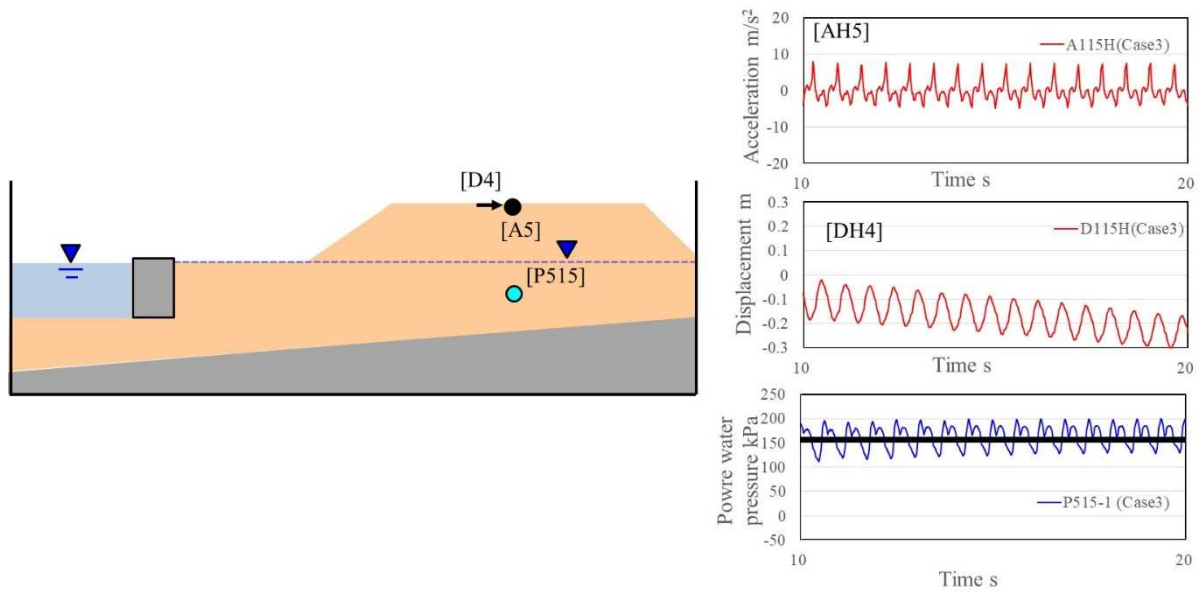 [D4]
[A5]
[P515]
Acceleration m/s²
20
10
0
-10
-20
[AH5]
A115H(Case3)
10
Time s
20
Displacement m
0.3
0.2
0.1
0
-0.1
-0.2
-0.3
[DH4]
D115H(Case3)
10
Time s
20
Powre water
pressure kPa
250
200
150
100
50
0
-50
P515-1 (Case3)
10
Time s
20